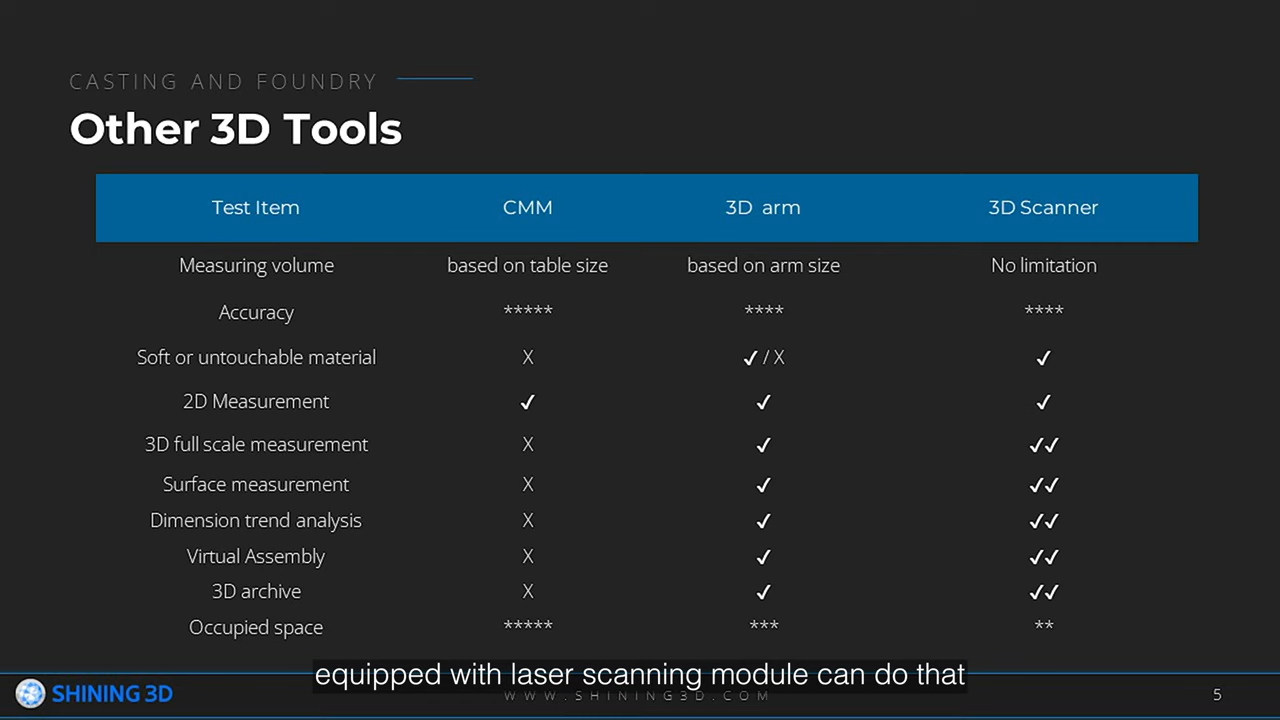 CASTING AND FOUNDRY
Other 3D Tools
Test Item CMM 3D arm 3D Scanner
Measuring volume based on table size based on arm size No limitation
Accuracy ***** **** ****
Soft or untouchable material X ✓ / X ✓
2D Measurement ✓ ✓ ✓
3D full scale measurement X ✓ ✓✓
Surface measurement X ✓ ✓✓
Dimension trend analysis X ✓ ✓✓
Virtual Assembly X ✓ ✓✓
3D archive X ✓ ✓✓
Occupied space ***** *** **
equipped with laser scanning module can do that
SHINING 3D WWW.SHINING3D.COM 5